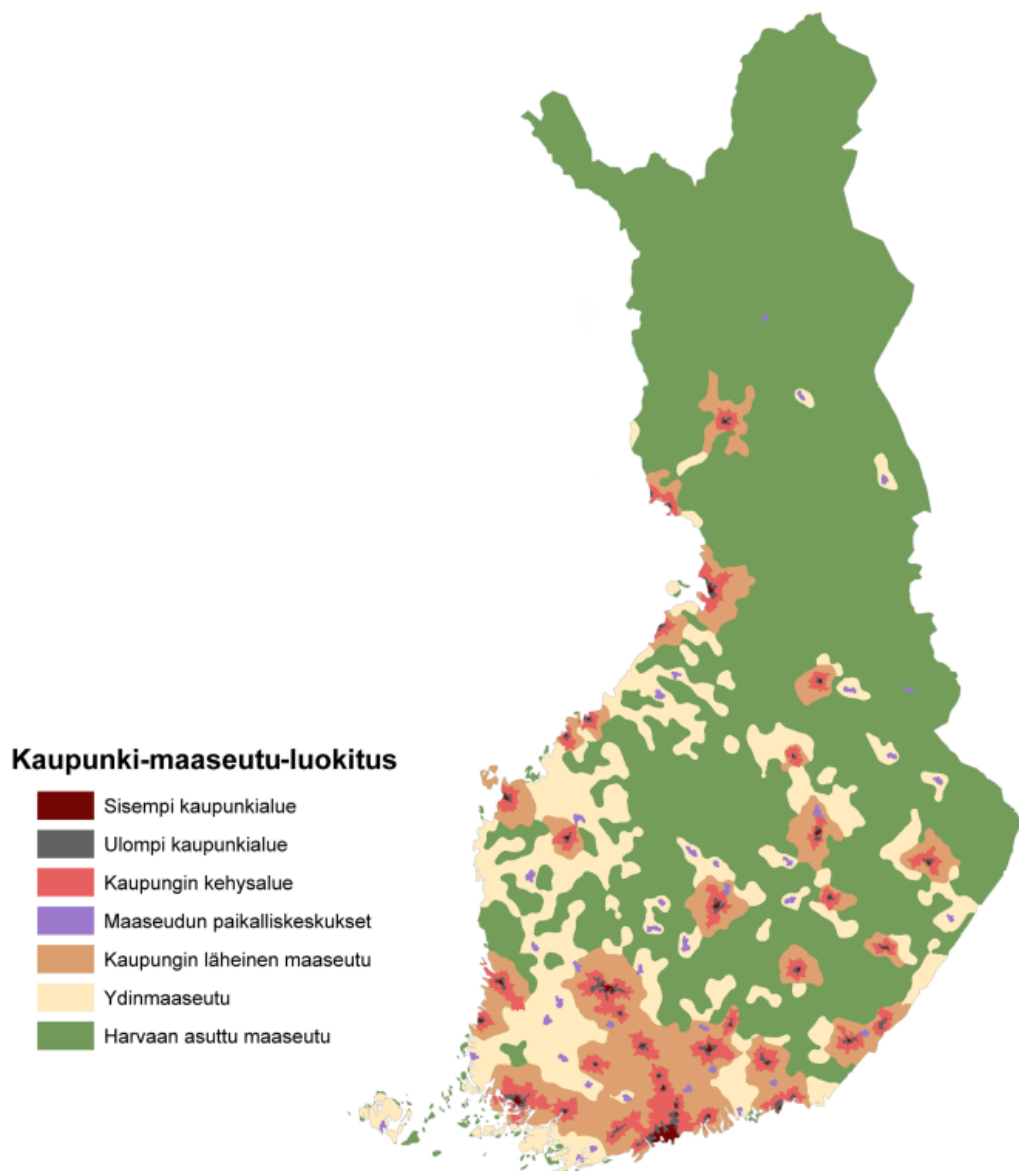 Kaupunki-maaseutu-luokitus
Sisempi kaupunkialue
Ulompi kaupunkialue
Kaupungin kehysalue
Maaseudun paikalliskeskukset
Kaupungin läheinen maaseutu
Ydinmaaseutu
Harvaan asuttu maaseutu